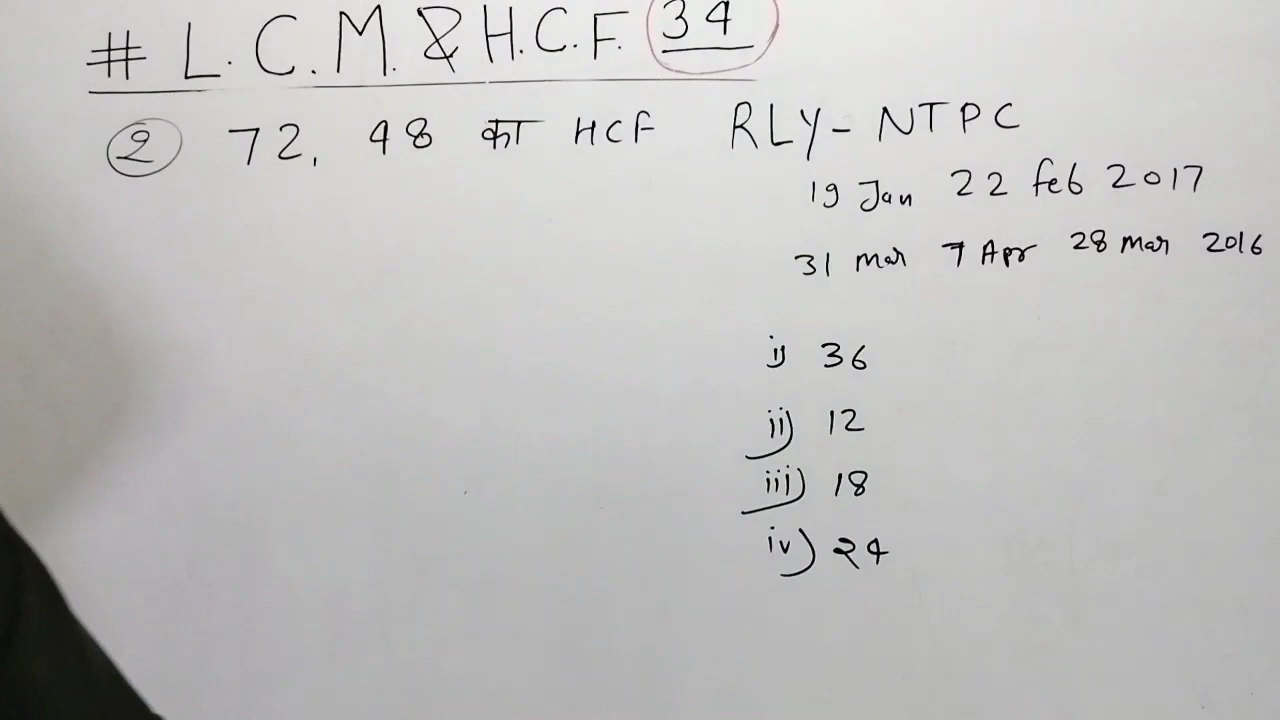 # L.C.M. & H.C.F. 34
2 72, 48 का HCF RLY- NTPC
19 Jan 22 feb 2017
31 mar 7 Apr 28 mar 2016
i) 36
ii) 12
iii) 18
iv) 24